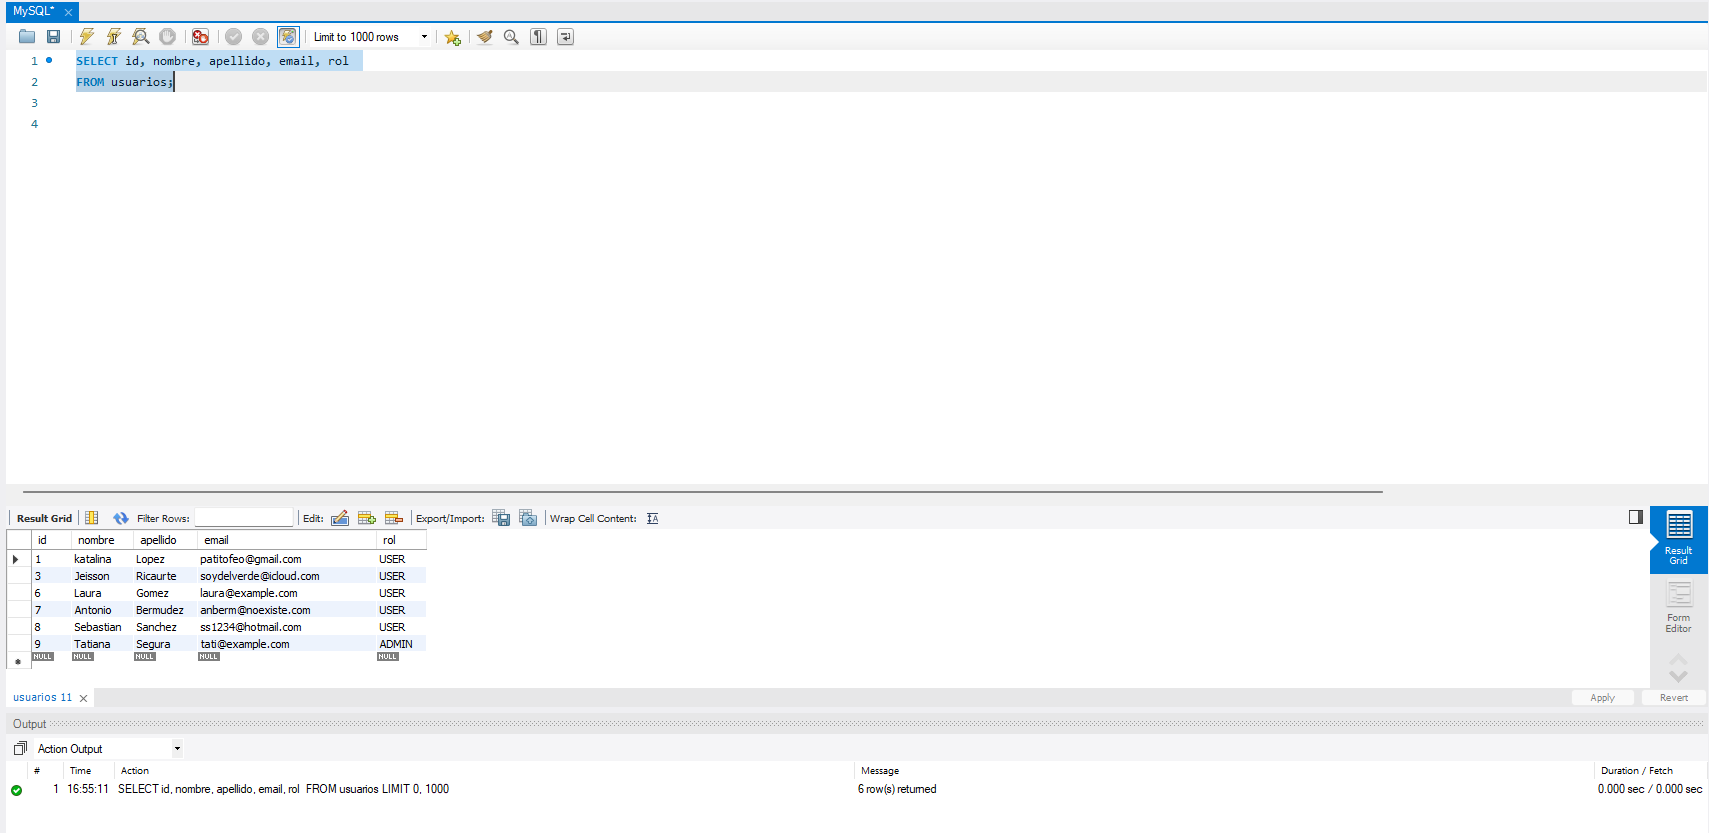 MySQL*
Limit to 1000 rows
1 SELECT id, nombre, apellido, email, rol
2 FROM usuarios;
3
4
Result Grid Filter Rows: Edit: Export/Import: Wrap Cell Content:
id nombre apellido email rol
1 katalina Lopez patitofeo@gmail.com USER
3 Jeisson Ricaurte soydelverde@icloud.com USER
6 Laura Gomez laura@example.com USER
7 Antonio Bermudez anberm@noexiste.com USER
8 Sebastian Sanchez ss1234@hotmail.com USER
9 Tatiana Segura tati@example.com ADMIN
NULL NULL NULL NULL NULL
Result
Grid
Form
Editor
usuarios 11 Apply Revert
Output
Action Output
# Time Action Message Duration / Fetch
1 16:55:11 SELECT id, nombre, apellido, email, rol FROM usuarios LIMIT 0, 1000 6 row(s) returned 0.000 sec / 0.000 sec